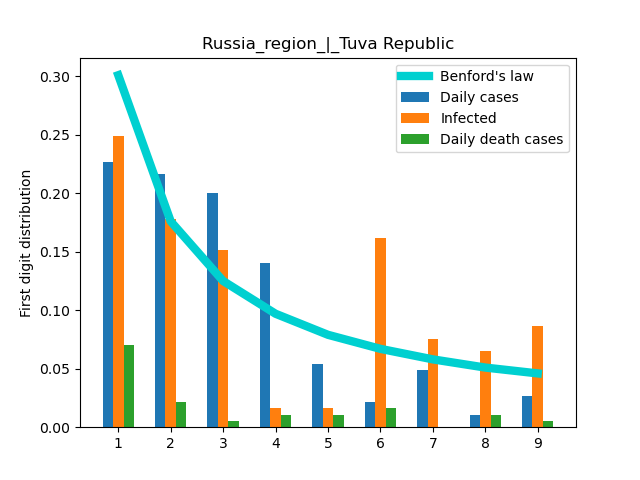 Russia_region_|_Tuva Republic
Benford's law
Daily cases
Infected
Daily death cases
First digit distribution
0.30
0.25
0.20
0.15
0.10
0.05
0.00
1 2 3 4 5 6 7 8 9